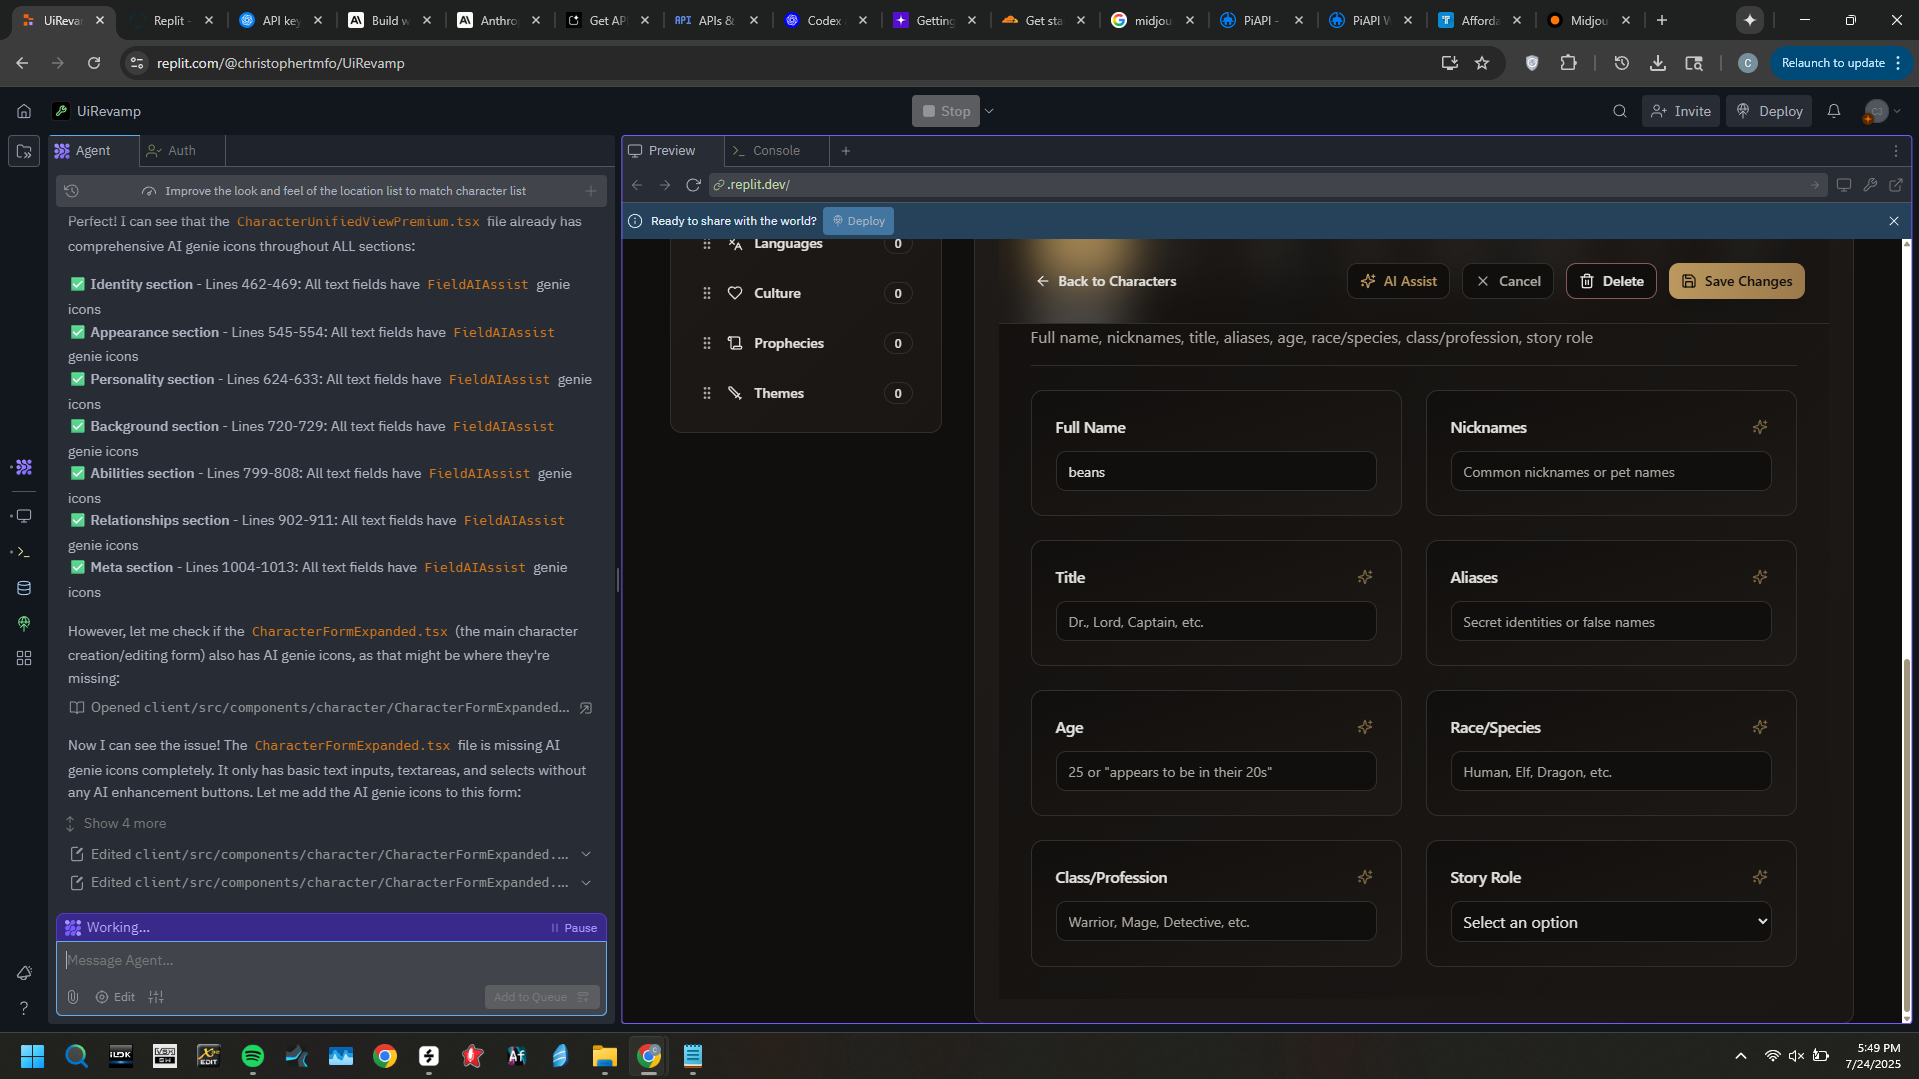 UiRevam
Replit -
API key
Build w
Anthro
Get API
APIs &
Codex
Getting
Get sta
midjou
PiAPI -
PiAPI W
Afforda
Midjou
replit.com/@christophertmfo/UiRevamp
C
Relaunch to update
UiRevamp
Stop
Invite
Deploy
Agent
Auth
Preview
Console
Improve the look and feel of the location list to match character list
.replit.dev/
Ready to share with the world?
Deploy
Perfect! I can see that the CharacterUnifiedViewPremium.tsx file already has
comprehensive AI genie icons throughout ALL sections:
✅ Identity section - Lines 462-469: All text fields have FieldAIAssist genie
icons
✅ Appearance section - Lines 545-554: All text fields have FieldAIAssist
genie icons
✅ Personality section - Lines 624-633: All text fields have FieldAIAssist genie
icons
✅ Background section - Lines 720-729: All text fields have FieldAIAssist
genie icons
✅ Abilities section - Lines 799-808: All text fields have FieldAIAssist genie
icons
✅ Relationships section - Lines 902-911: All text fields have FieldAIAssist
genie icons
✅ Meta section - Lines 1004-1013: All text fields have FieldAIAssist genie
icons
However, let me check if the CharacterFormExpanded.tsx (the main character
creation/editing form) also has AI genie icons, as that might be where they're
missing:
Opened client/src/components/character/CharacterFormExpanded...
Now I can see the issue! The CharacterFormExpanded.tsx file is missing AI
genie icons completely. It only has basic text inputs, textareas, and selects without
any AI enhancement buttons. Let me add the AI genie icons to this form:
Show 4 more
Edited client/src/components/character/CharacterFormExpanded....
Edited client/src/components/character/CharacterFormExpanded....
Working...
Pause
Message Agent...
Edit
Add to Queue
Languages 0
Culture 0
Prophecies 0
Themes 0
Back to Characters
AI Assist
Cancel
Delete
Save Changes
Full name, nicknames, title, aliases, age, race/species, class/profession, story role
Full Name
beans
Nicknames
Common nicknames or pet names
Title
Dr., Lord, Captain, etc.
Aliases
Secret identities or false names
Age
25 or "appears to be in their 20s"
Race/Species
Human, Elf, Dragon, etc.
Class/Profession
Warrior, Mage, Detective, etc.
Story Role
Select an option
5:49 PM
7/24/2025